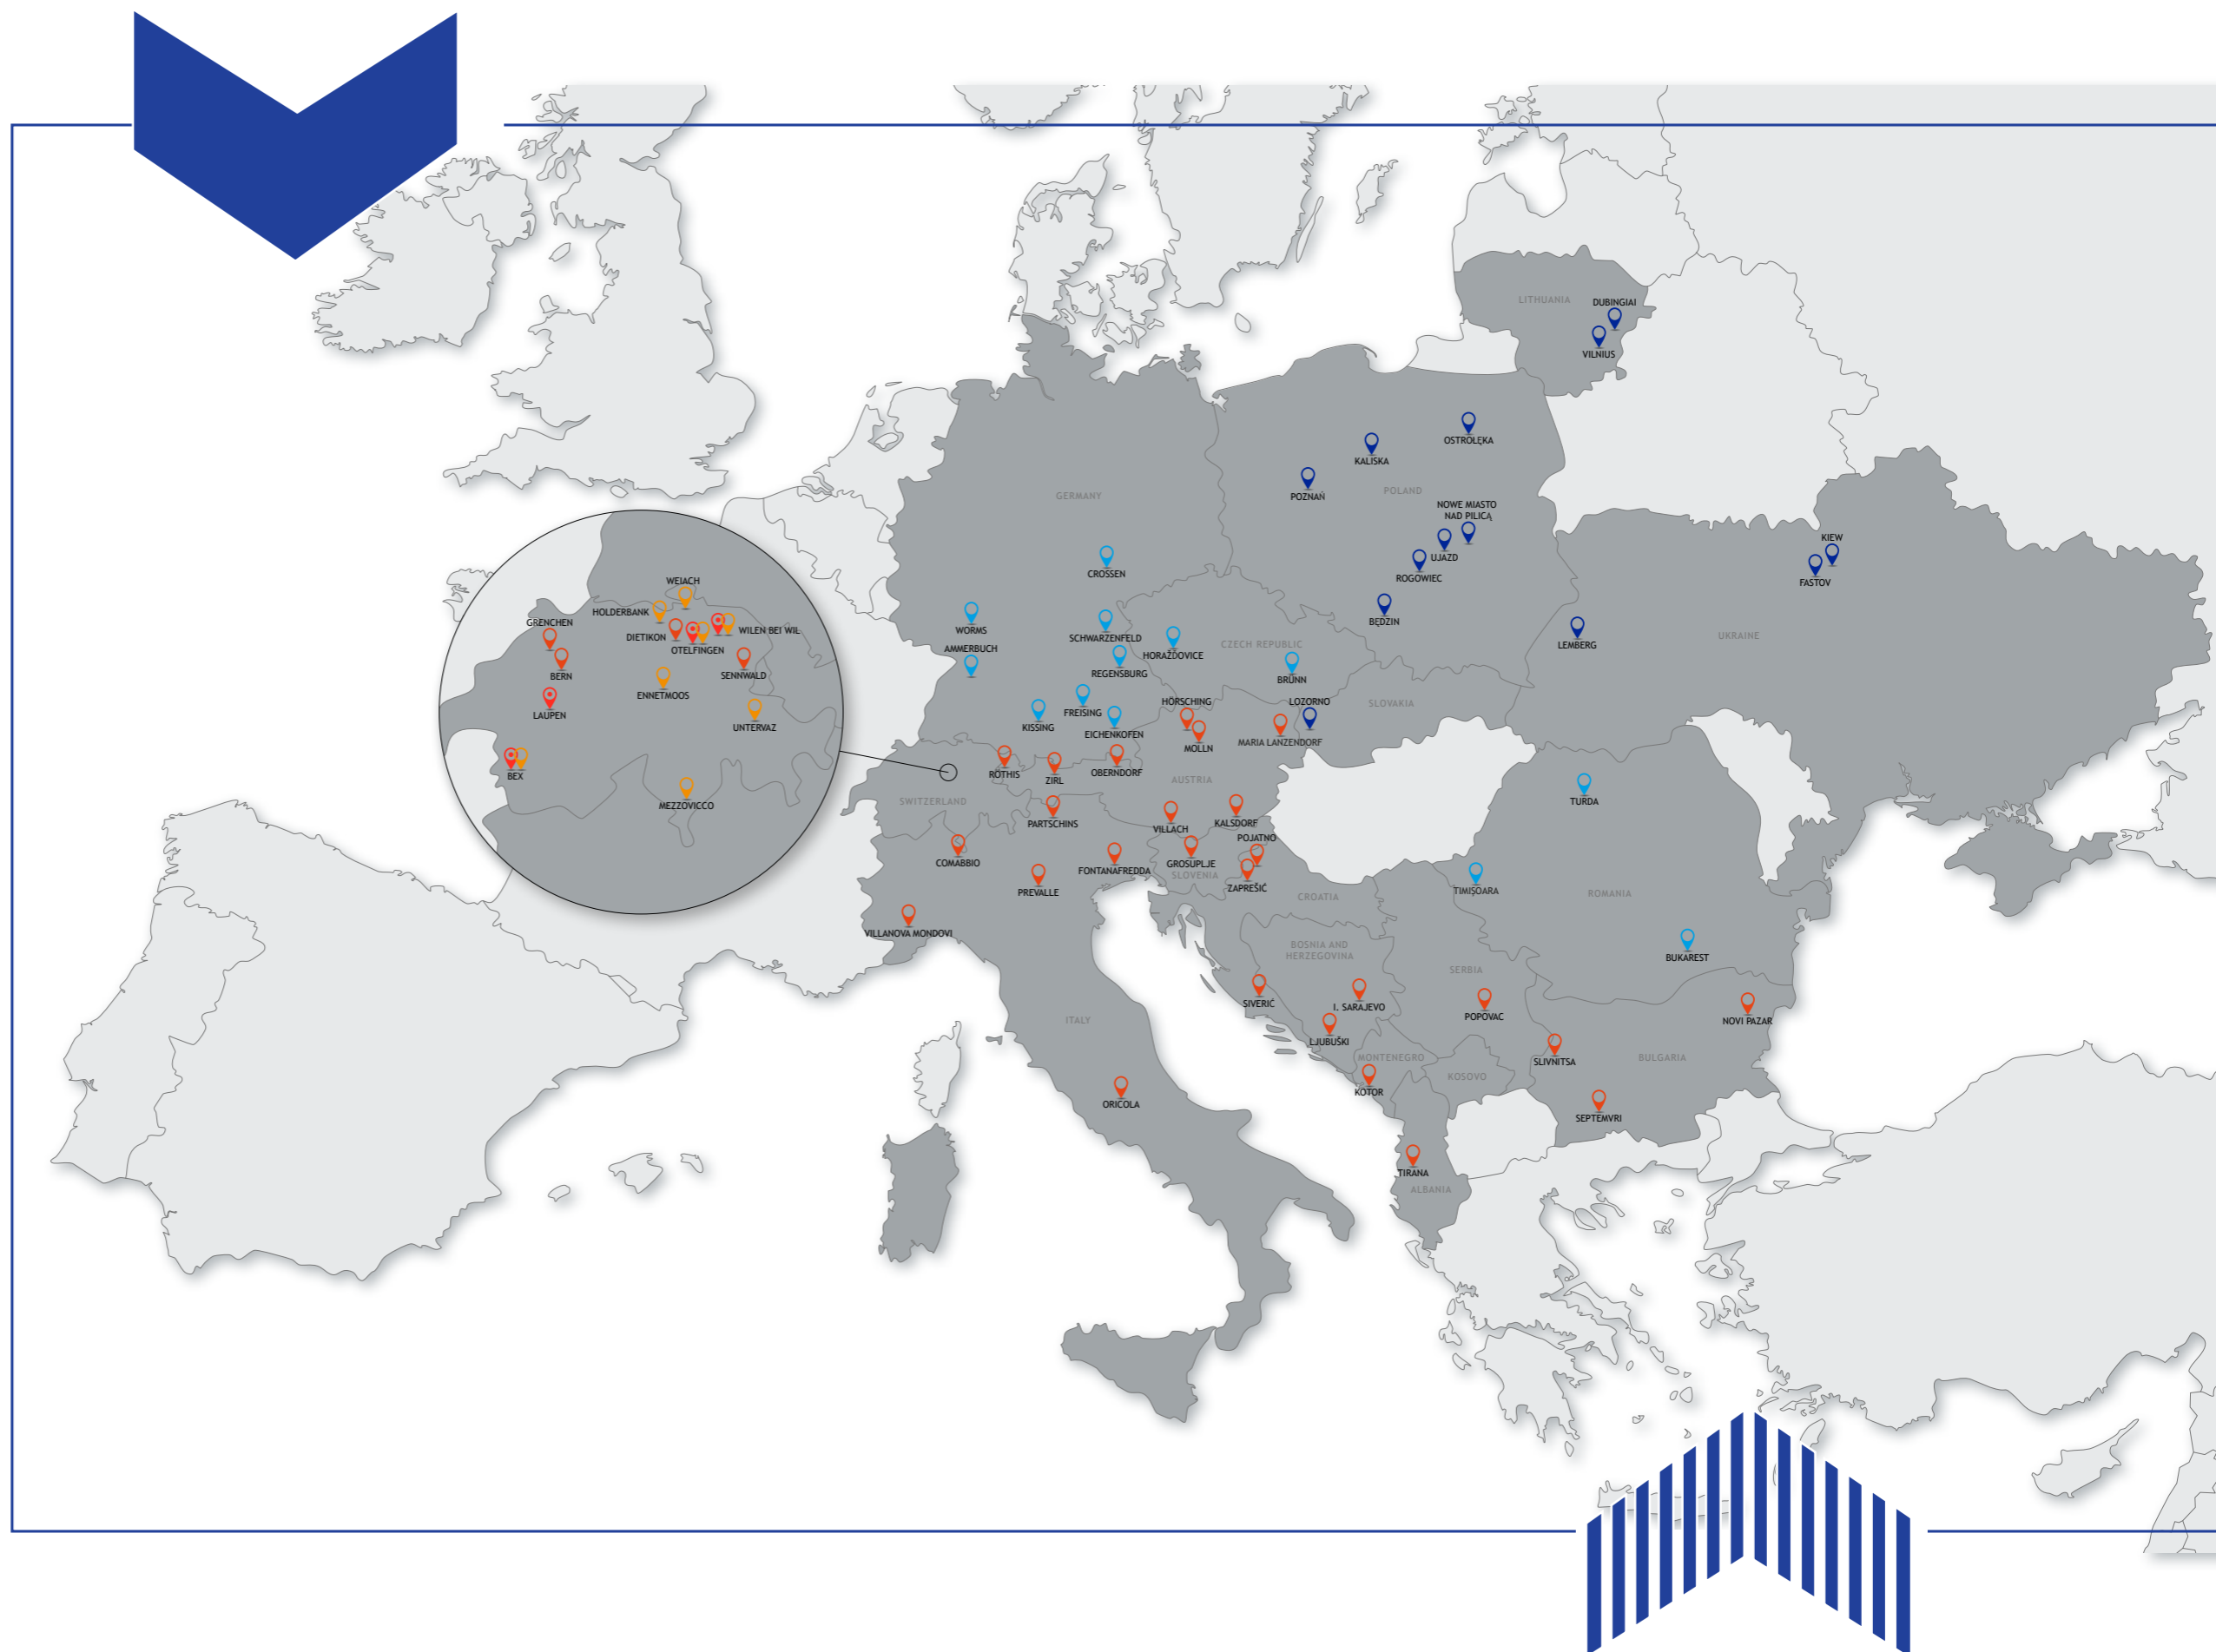 LITHUANIA
DUBINGIAI
VILNIUS
OSTROŁĘKA
KALISKA
POZNAŃ
POLAND
GERMANY
NOWE MIASTO
NAD PILICĄ
UJAZD
ROGOWIEC
BĘDZIN
KIEW
FASTOV
LEMBERG
UKRAINE
CROSSEN
WORMS
AMMERBUCH
SCHWARZENFELD
REGENSBURG
HORAŽĎOVICE
CZECH REPUBLIC
BRÜNN
KISSING
FREISING
EICHENKOFEN
HÖRSCHING
MOLLN
LOZORNO
MARIA LANZENDORF
SLOVAKIA
WEIACH
HOLDERBANK
GRENCHEN
DIETIKON
OTELFINGEN
WILEN BEI WIL
BERN
SENNWALD
ENNETMOOS
LAUPEN
UNTERVAZ
BEX
MEZZOVICCO
RÖTHIS
ZIRL
OBERNDORF
AUSTRIA
SWITZERLAND
PARTSCHINS
VILLACH
KALSDORF
POJATNO
COMABBIO
PREVALLE
FONTANAFREDDA
GROSUPLJE
SLOVENIA
ZAPREŠIĆ
CROATIA
VILLANOVA MONDOVI
TURDA
TIMIŞOARA
ROMANIA
BUKAREST
BOSNIA AND
HERZEGOVINA
SERBIA
SIVERIĆ
I. SARAJEVO
POPOVAC
NOVI PAZAR
ITALY
LJUBUŠKI
MONTENEGRO
SLIVNITSA
BULGARIA
KOSOVO
KOTOR
ORICOLA
SEPTEMVRI
TIRANA
ALBANIA